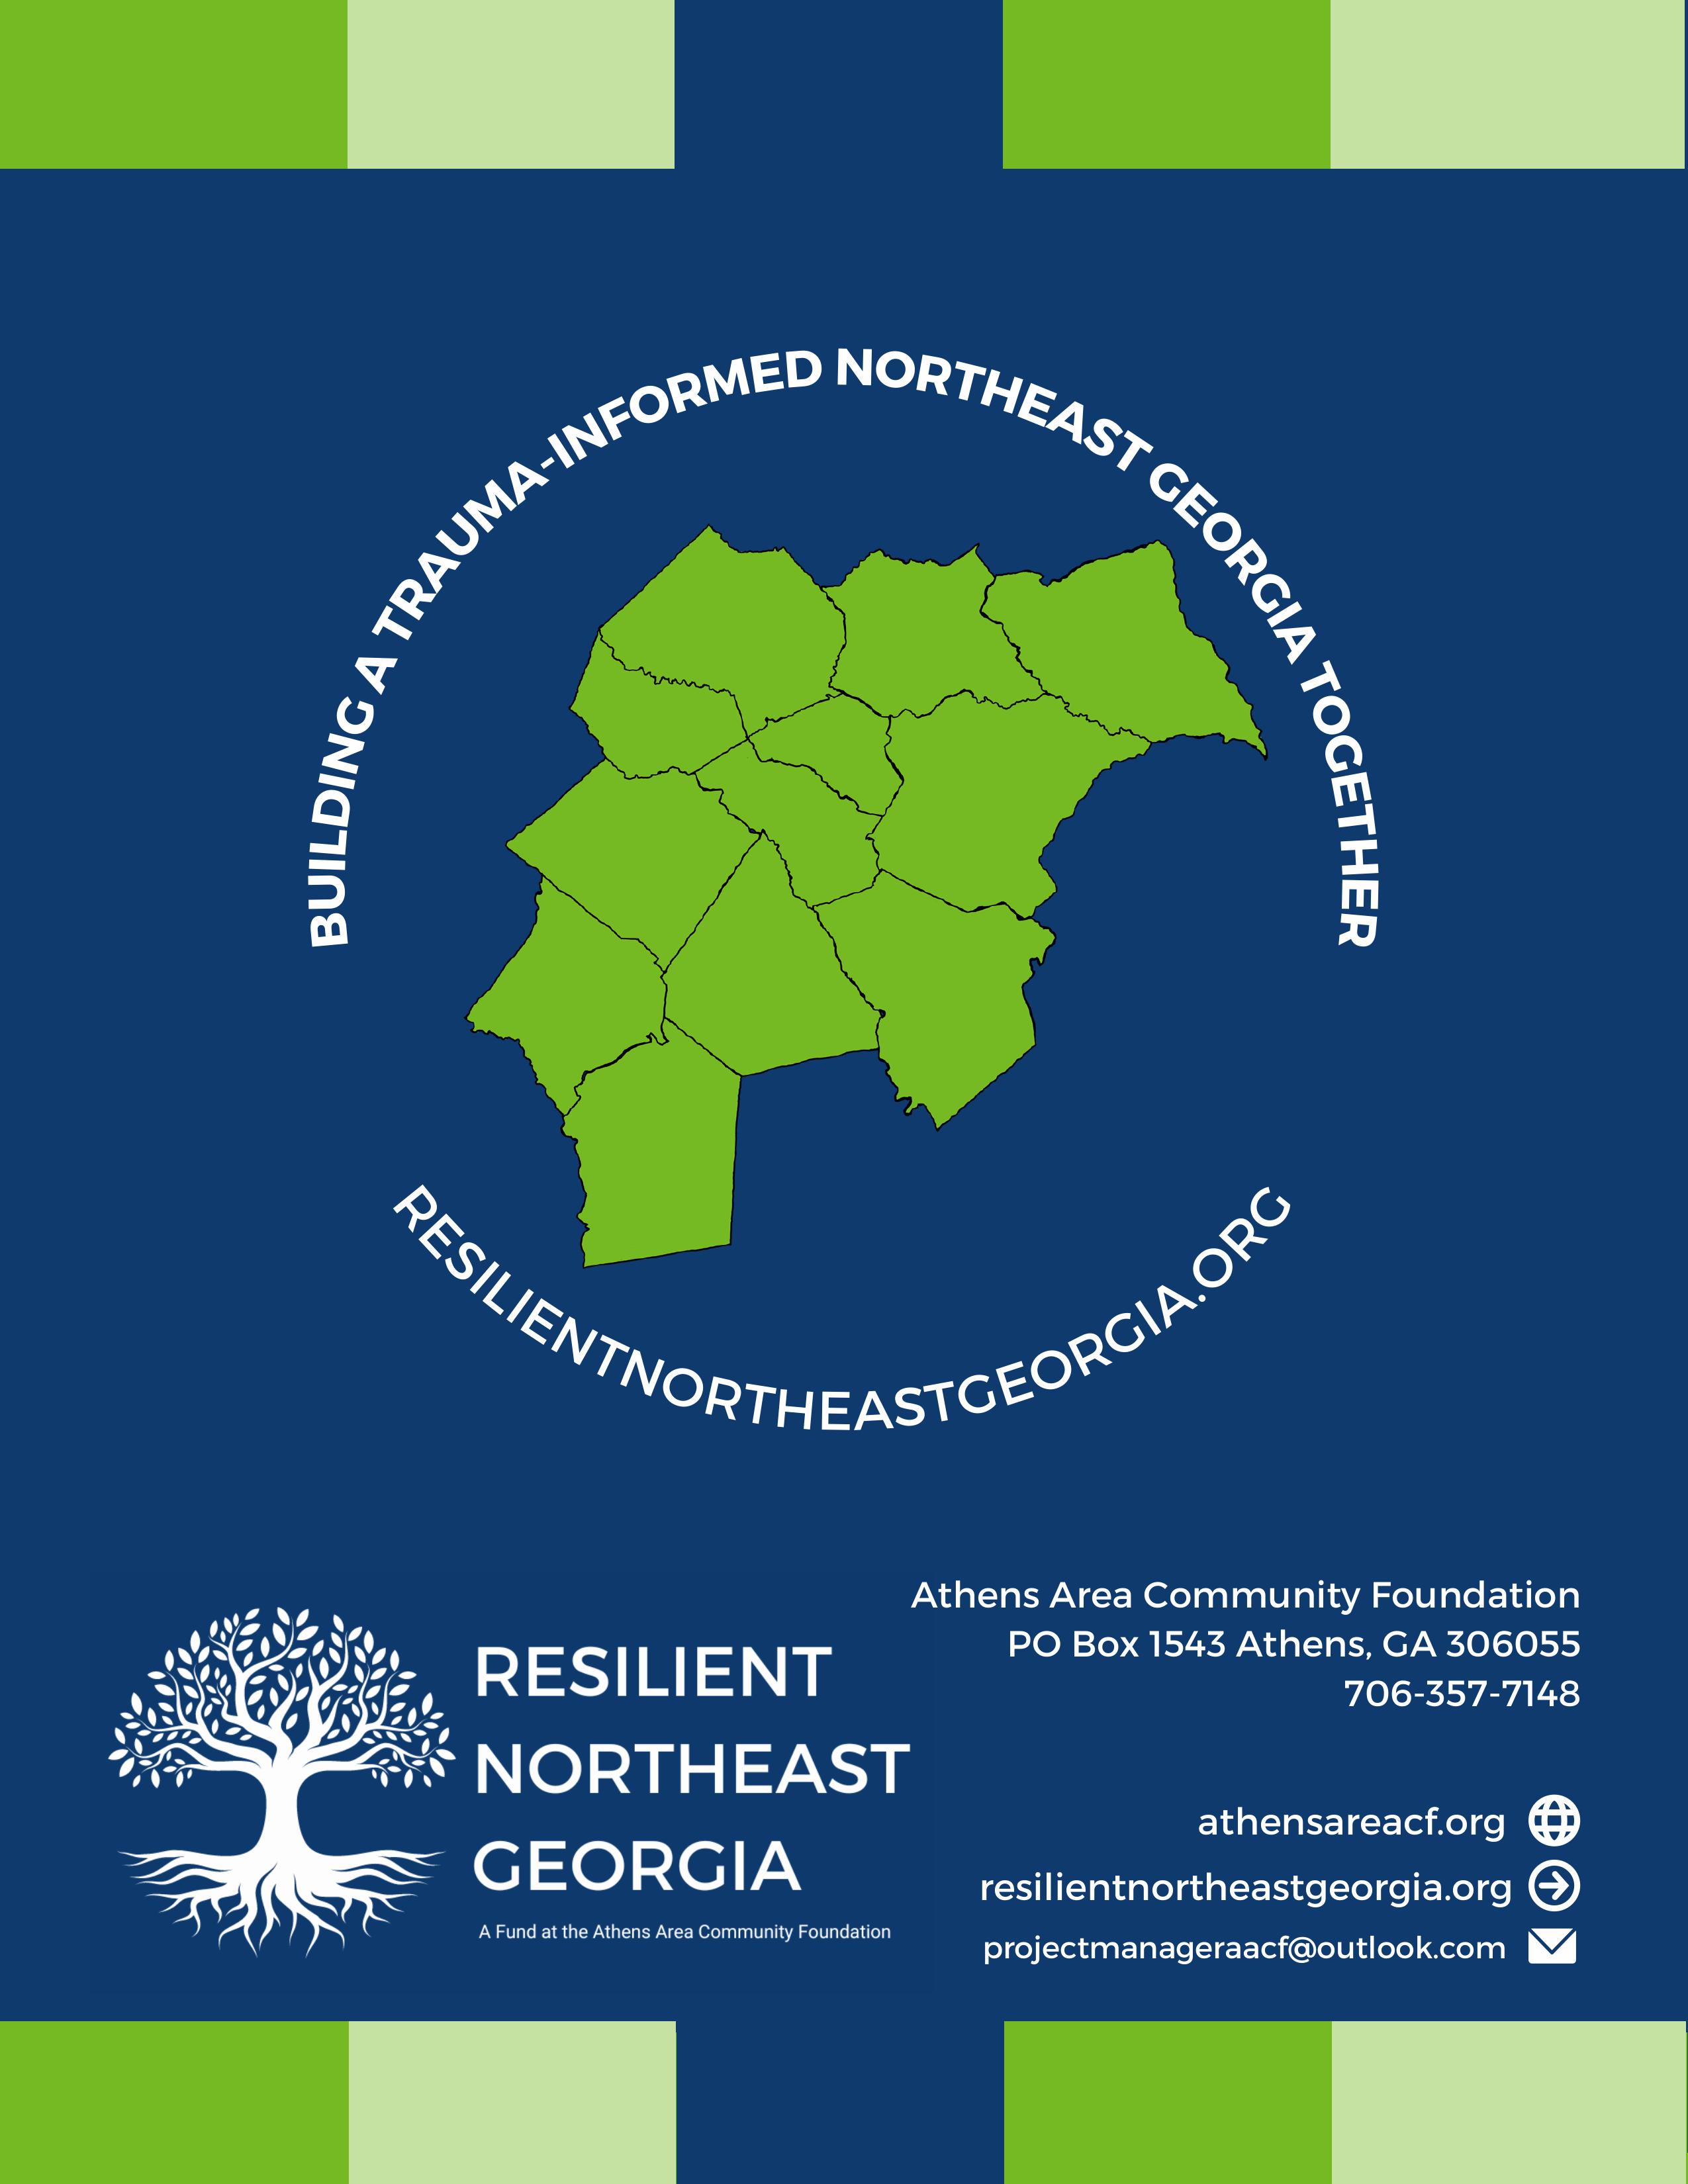 BUILDING A TRAUMA-INFORMED NORTHEAST GEORGIA TOGETHER
RESILIENTNORTHEASTGEORGIA.ORG
RESILIENT
NORTHEAST
GEORGIA
A Fund at the Athens Area Community Foundation
Athens Area Community Foundation
PO Box 1543 Athens, GA 306055
706-357-7148
athensareacf.org
resilientnortheastgeorgia.org
projectmanageraacf@outlook.com